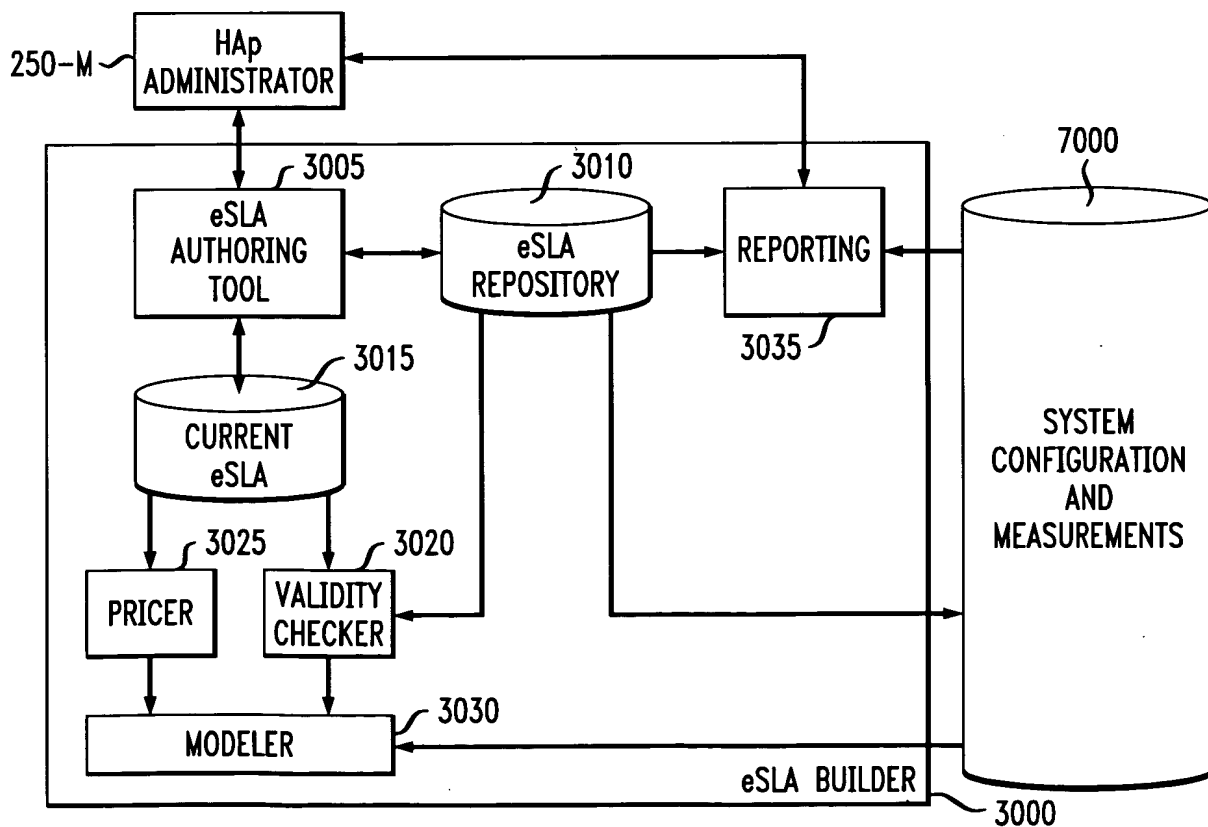 250-M
HAp
ADMINISTRATOR
3005
eSLA
AUTHORING
TOOL
3010
eSLA
REPOSITORY
REPORTING
3035
7000
SYSTEM
CONFIGURATION
AND
MEASUREMENTS
3015
CURRENT
eSLA
3025
PRICER
3020
VALIDITY
CHECKER
3030
MODELER
eSLA BUILDER
3000